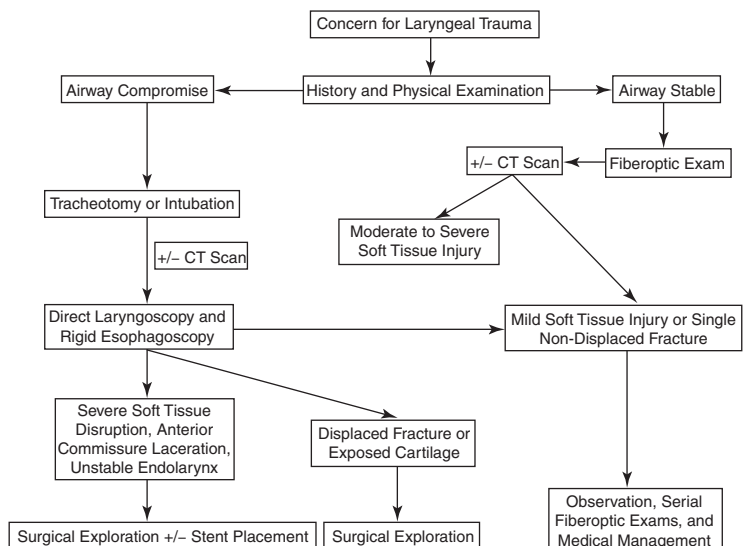 Concern for Laryngeal Trauma
Airway Compromise
History and Physical Examination
Airway Stable
+/– CT Scan
Fiberoptic Exam
Tracheotomy or Intubation
Moderate to Severe
Soft Tissue Injury
+/– CT Scan
Direct Laryngoscopy and
Rigid Esophagoscopy
Mild Soft Tissue Injury or Single
Non-Displaced Fracture
Severe Soft Tissue
Disruption, Anterior
Commissure Laceration,
Unstable Endolarynx
Displaced Fracture or
Exposed Cartilage
Surgical Exploration +/– Stent Placement
Surgical Exploration
Observation, Serial
Fiberoptic Exams, and
Medical Management